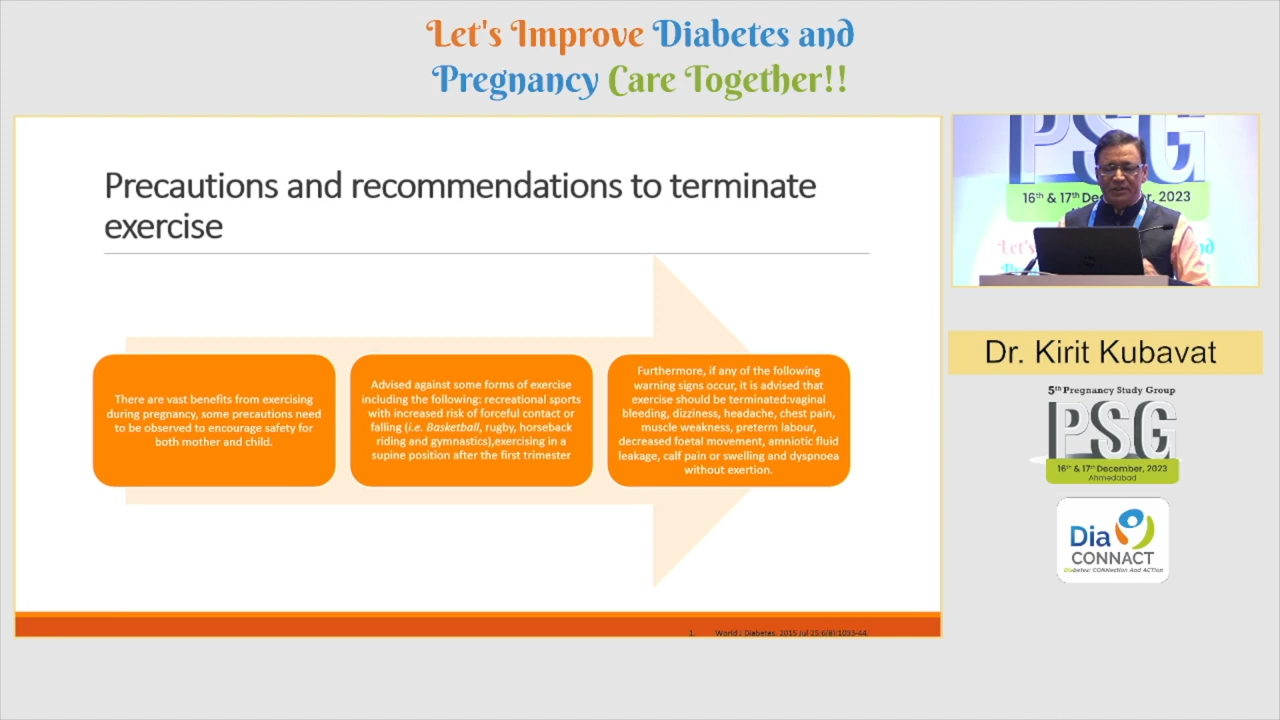 Let's Improve Diabetes and
Pregnancy Care Together!!
Precautions and recommendations to terminate
exercise
There are vast benefits from exercising
during pregnancy, some precautions need
to be observed to encourage safety for
both mother and child.
Advised against some forms of exercise
including the following: recreational sports
with increased risk of forceful contact or
falling (i.e. Basketball, rugby, horseback
riding and gymnastics),exercising in a
supine position after the first trimester
Furthermore, if any of the following
warning signs occur, it is advised that
exercise should be terminated:vaginal
bleeding, dizziness, headache, chest pain,
muscle weakness, preterm labour,
decreased foetal movement, amniotic fluid
leakage, calf pain or swelling and dyspnoea
without exertion.
1. World J Diabetes. 2015 Jul 25;6(8):1033-44.
PSG
16th & 17th December, 2023
Let's
Dr. Kirit Kubavat
5th Pregnancy Study Group
PSG
16th & 17th December, 2023
Ahmedabad
Dia
CONNACT
Diabetes: CONNection And ACTion